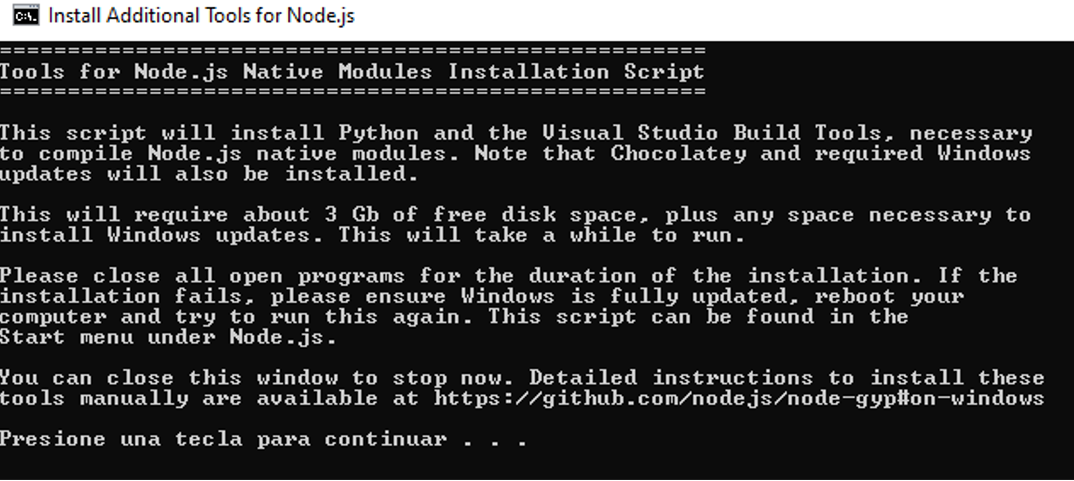 Install Additional Tools for Node.js
====================================================
Tools for Node.js Native Modules Installation Script
====================================================
This script will install Python and the Visual Studio Build Tools, necessary
to compile Node.js native modules. Note that Chocolatey and required Windows
updates will also be installed.
This will require about 3 Gb of free disk space, plus any space necessary to
install Windows updates. This will take a while to run.
Please close all open programs for the duration of the installation. If the
installation fails, please ensure Windows is fully updated, reboot your
computer and try to run this again. This script can be found in the
Start menu under Node.js.
You can close this window to stop now. Detailed instructions to install these
tools manually are available at https://github.com/nodejs/node-gyp#on-windows
Presione una tecla para continuar . . .